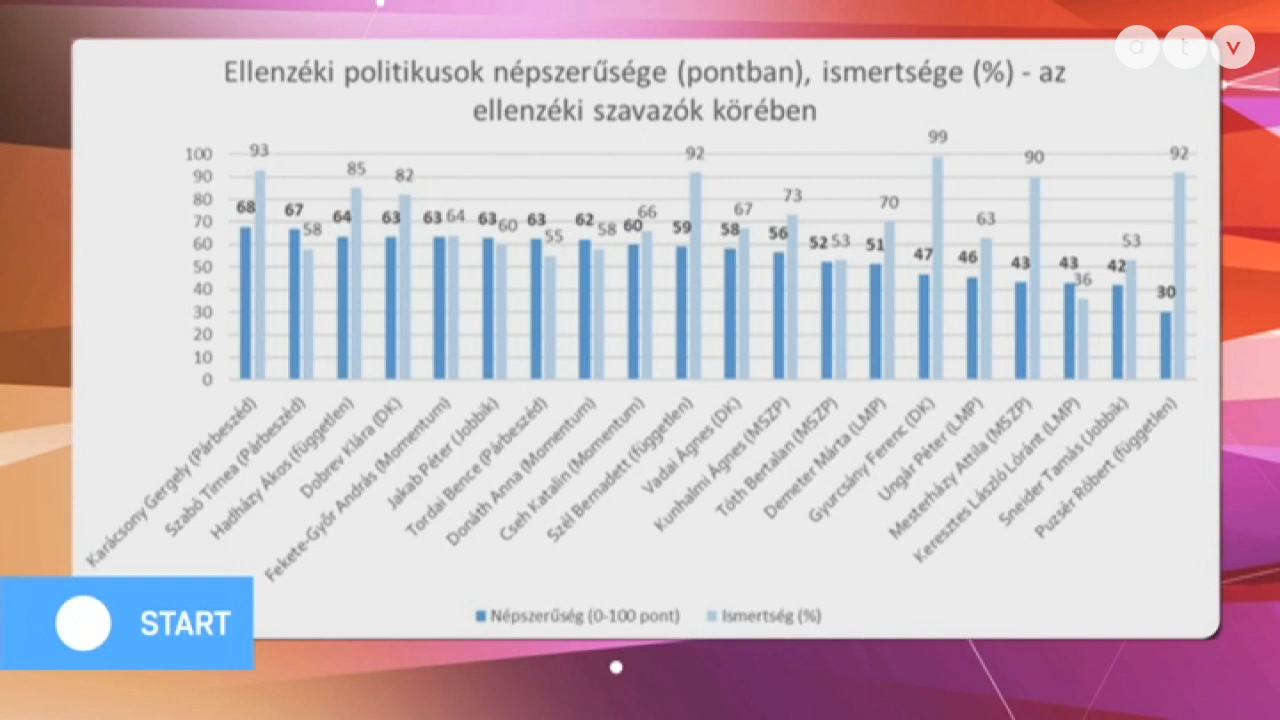 a t v
Ellenzéki politikusok népszerűsége (pontban), ismertsége (%) - az
ellenzéki szavazók körében
100
90
80
70
60
50
40
30
20
10
0
68 93
67 58
64 85
63 82
63 64
63 60
63 55
62 58
60 66
59 92
58 67
56 73
52 53
51 70
47 99
46 63
43 90
43 36
42 53
30 92
Karácsony Gergely (Párbeszéd)
Szabó Tímea (Párbeszéd)
Hadházy Ákos (független)
Dobrev Klára (DK)
Fekete-Győr András (Momentum)
Jakab Péter (Jobbik)
Tordai Bence (Párbeszéd)
Donáth Anna (Momentum)
Cseh Katalin (Momentum)
Szél Bernadett (független)
Vadai Ágnes (DK)
Kunhalmi Ágnes (MSZP)
Tóth Bertalan (MSZP)
Demeter Márta (LMP)
Gyurcsány Ferenc (DK)
Ungár Péter (LMP)
Mesterházy Attila (MSZP)
Keresztes László Lóránt (LMP)
Sneider Tamás (Jobbik)
Puzsér Róbert (független)
Népszerűség (0-100 pont) Ismertség (%)
START